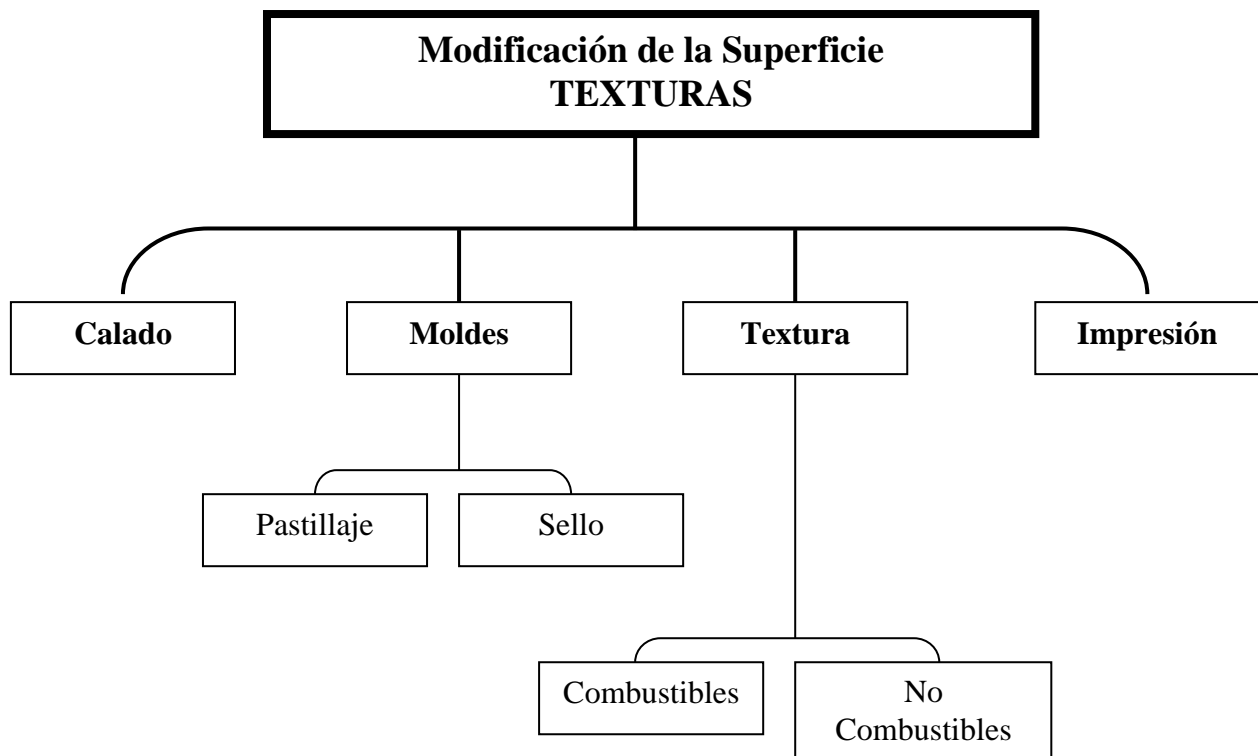 Modificación de la Superficie
TEXTURAS
Calado
Moldes
Textura
Impresión
Pastillaje
Sello
Combustibles
No
Combustibles